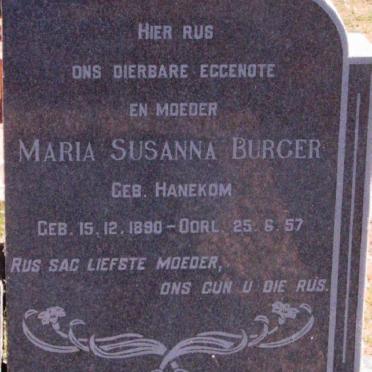 HIER RUS
ONS DIERBARE EGGENOTE
EN MOEDER
MARIA SUSANNA BURGER
GEB. HANEKOM
GEB. 15.12.1890 – OORL. 25.6.57
RUS SAG LIEFSTE MOEDER,
ONS GUN U DIE RUS.